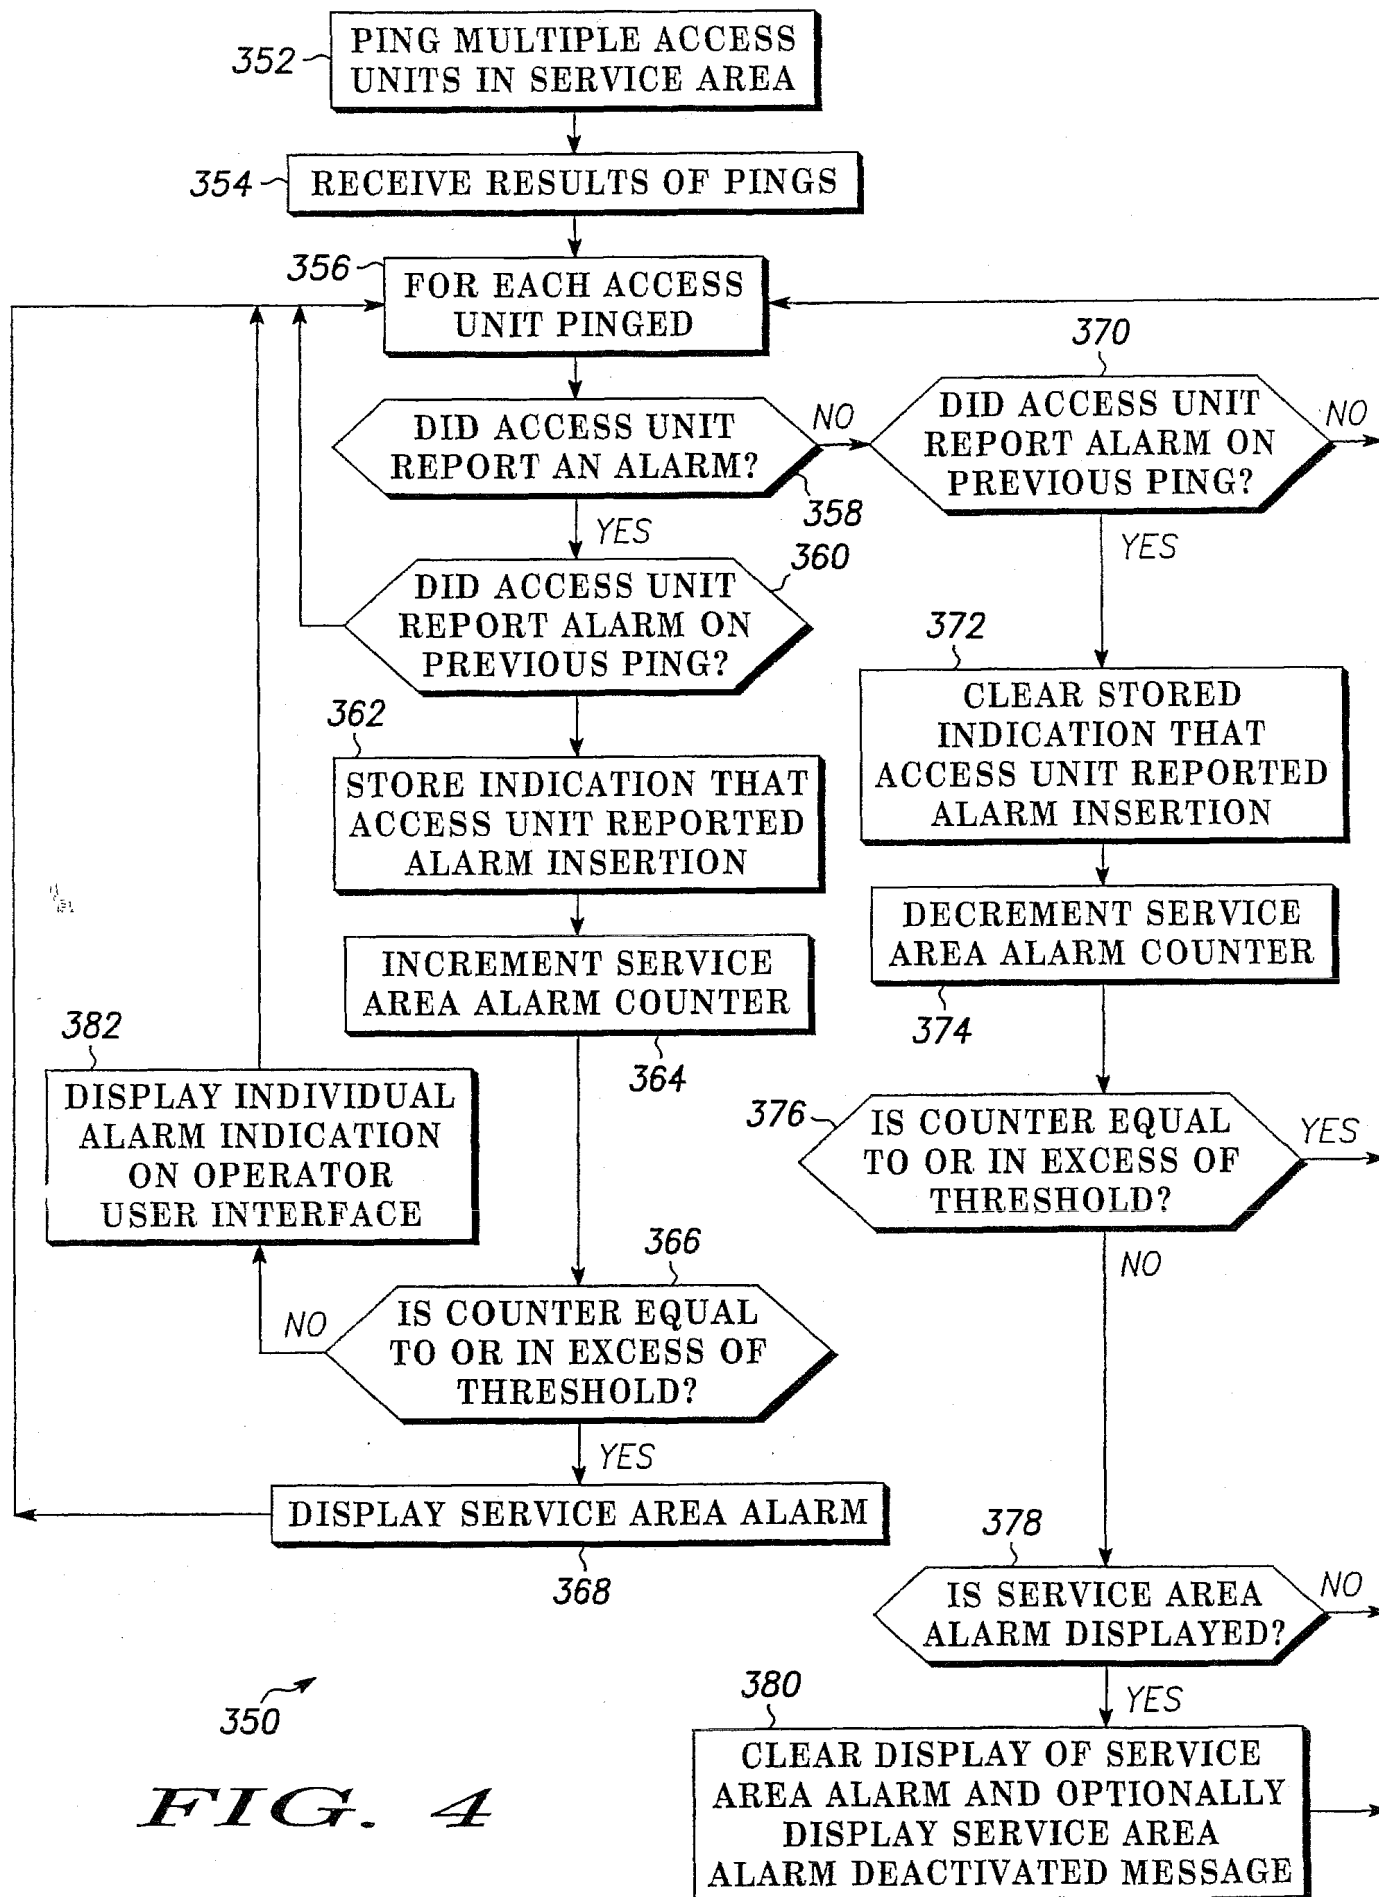 352
PING MULTIPLE ACCESS
UNITS IN SERVICE AREA
354
RECEIVE RESULTS OF PINGS
356
FOR EACH ACCESS
UNIT PINGED
DID ACCESS UNIT
REPORT AN ALARM?
358
NO
YES
370
DID ACCESS UNIT
REPORT ALARM ON
PREVIOUS PING?
NO
YES
360
DID ACCESS UNIT
REPORT ALARM ON
PREVIOUS PING?
362
STORE INDICATION THAT
ACCESS UNIT REPORTED
ALARM INSERTION
372
CLEAR STORED
INDICATION THAT
ACCESS UNIT REPORTED
ALARM INSERTION
INCREMENT SERVICE
AREA ALARM COUNTER
364
DECREMENT SERVICE
AREA ALARM COUNTER
374
382
DISPLAY INDIVIDUAL
ALARM INDICATION
ON OPERATOR
USER INTERFACE
376
IS COUNTER EQUAL
TO OR IN EXCESS OF
THRESHOLD?
YES
NO
366
IS COUNTER EQUAL
TO OR IN EXCESS OF
THRESHOLD?
NO
YES
DISPLAY SERVICE AREA ALARM
368
378
IS SERVICE AREA
ALARM DISPLAYED?
NO
YES
380
CLEAR DISPLAY OF SERVICE
AREA ALARM AND OPTIONALLY
DISPLAY SERVICE AREA
ALARM DEACTIVATED MESSAGE
350
FIG. 4